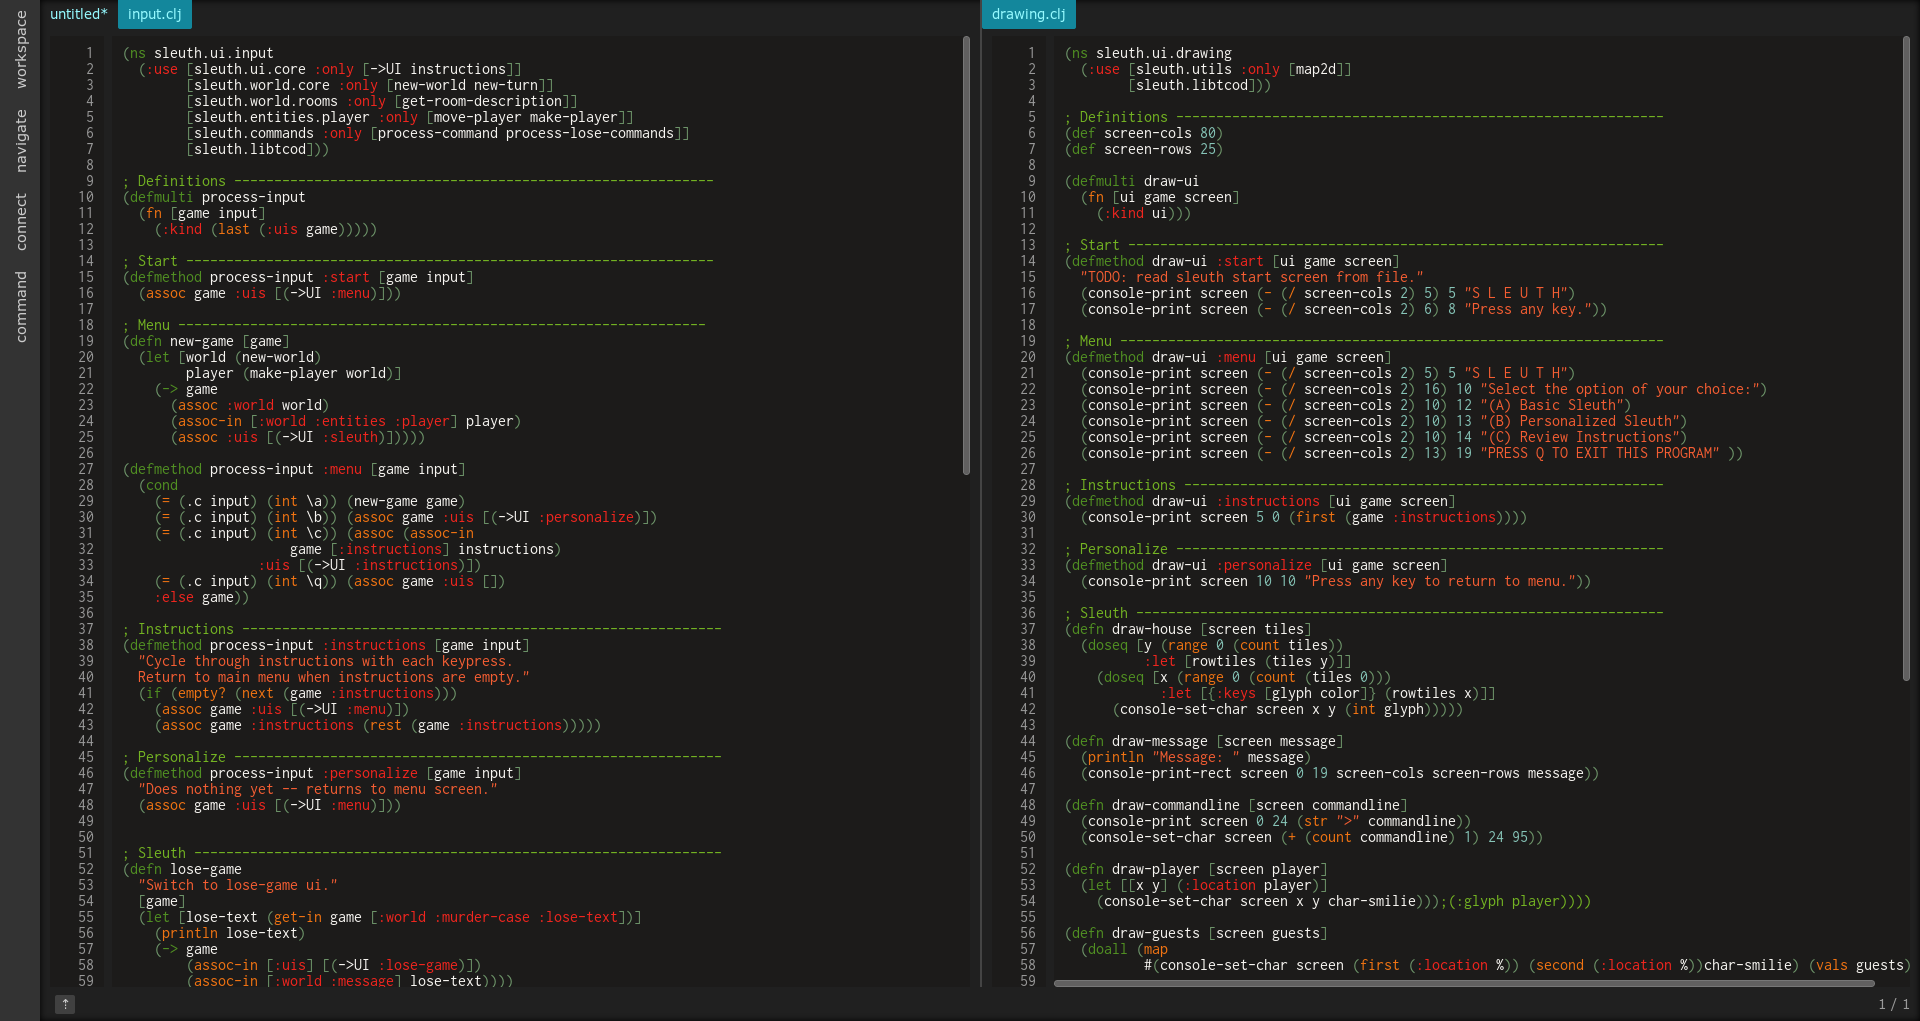 workspace
navigate
connect
command
untitled*
input.clj
1 (ns sleuth.ui.input
2   (:use [sleuth.ui.core :only [->UI instructions]]
3         [sleuth.world.core :only [new-world new-turn]]
4         [sleuth.world.rooms :only [get-room-description]]
5         [sleuth.entities.player :only [move-player make-player]]
6         [sleuth.commands :only [process-command process-lose-commands]]
7         [sleuth.libtcod]))
8
9 ; Definitions ------------------------------------------------------------
10 (defmulti process-input
11   (fn [game input]
12     (:kind (last (:uis game)))))
13
14 ; Start ------------------------------------------------------------------
15 (defmethod process-input :start [game input]
16   (assoc game :uis [(->UI :menu)]))
17
18 ; Menu ------------------------------------------------------------------
19 (defn new-game [game]
20   (let [world (new-world)
21         player (make-player world)]
22     (-> game
23       (assoc :world world)
24       (assoc-in [:world :entities :player] player)
25       (assoc :uis [(->UI :sleuth)]))))
26
27 (defmethod process-input :menu [game input]
28   (cond
29     (= (.c input) (int \a)) (new-game game)
30     (= (.c input) (int \b)) (assoc game :uis [(->UI :personalize)])
31     (= (.c input) (int \c)) (assoc (assoc-in
32                      game [:instructions] instructions)
33                  :uis [(->UI :instructions)])
34     (= (.c input) (int \q)) (assoc game :uis [])
35     :else game))
36
37 ; Instructions ------------------------------------------------------------
38 (defmethod process-input :instructions [game input]
39   "Cycle through instructions with each keypress.
40   Return to main menu when instructions are empty."
41   (if (empty? (next (game :instructions)))
42     (assoc game :uis [(->UI :menu)])
43     (assoc game :instructions (rest (game :instructions)))))
44
45 ; Personalize -------------------------------------------------------------
46 (defmethod process-input :personalize [game input]
47   "Does nothing yet -- returns to menu screen."
48   (assoc game :uis [(->UI :menu)]))
49
50
51 ; Sleuth ------------------------------------------------------------------
52 (defn lose-game
53   "Switch to lose-game ui."
54   [game]
55   (let [lose-text (get-in game [:world :murder-case :lose-text])]
56     (println lose-text)
57     (-> game
58         (assoc-in [:uis] [(->UI :lose-game)])
59         (assoc-in [:world :message] lose-text))))
drawing.clj
1 (ns sleuth.ui.drawing
2   (:use [sleuth.utils :only [map2d]]
3         [sleuth.libtcod]))
4
5 ; Definitions -------------------------------------------------------------
6 (def screen-cols 80)
7 (def screen-rows 25)
8
9 (defmulti draw-ui
10   (fn [ui game screen]
11     (:kind ui)))
12
13 ; Start -------------------------------------------------------------------
14 (defmethod draw-ui :start [ui game screen]
15   "TODO: read sleuth start screen from file."
16   (console-print screen (- (/ screen-cols 2) 5) 5 "S L E U T H")
17   (console-print screen (- (/ screen-cols 2) 6) 8 "Press any key."))
18
19 ; Menu --------------------------------------------------------------------
20 (defmethod draw-ui :menu [ui game screen]
21   (console-print screen (- (/ screen-cols 2) 5) 5 "S L E U T H")
22   (console-print screen (- (/ screen-cols 2) 16) 10 "Select the option of your choice:")
23   (console-print screen (- (/ screen-cols 2) 10) 12 "(A) Basic Sleuth")
24   (console-print screen (- (/ screen-cols 2) 10) 13 "(B) Personalized Sleuth")
25   (console-print screen (- (/ screen-cols 2) 10) 14 "(C) Review Instructions")
26   (console-print screen (- (/ screen-cols 2) 13) 19 "PRESS Q TO EXIT THIS PROGRAM" ))
27
28 ; Instructions ------------------------------------------------------------
29 (defmethod draw-ui :instructions [ui game screen]
30   (console-print screen 5 0 (first (game :instructions))))
31
32 ; Personalize -------------------------------------------------------------
33 (defmethod draw-ui :personalize [ui game screen]
34   (console-print screen 10 10 "Press any key to return to menu."))
35
36 ; Sleuth ------------------------------------------------------------------
37 (defn draw-house [screen tiles]
38   (doseq [y (range 0 (count tiles))
39           :let [rowtiles (tiles y)]]
40     (doseq [x (range 0 (count (tiles 0)))
41             :let [{:keys [glyph color]} (rowtiles x)]]
42       (console-set-char screen x y (int glyph)))))
43
44 (defn draw-message [screen message]
45   (println "Message: " message)
46   (console-print-rect screen 0 19 screen-cols screen-rows message))
47
48 (defn draw-commandline [screen commandline]
49   (console-print screen 0 24 (str ">" commandline))
50   (console-set-char screen (+ (count commandline) 1) 24 95))
51
52 (defn draw-player [screen player]
53   (let [[x y] (:location player)]
54     (console-set-char screen x y char-smilie)));(:glyph player))))
55
56 (defn draw-guests [screen guests]
57   (doall (map
58           #(console-set-char screen (first (:location %)) (second (:location %))char-smilie) (vals guests)
59
1 / 1